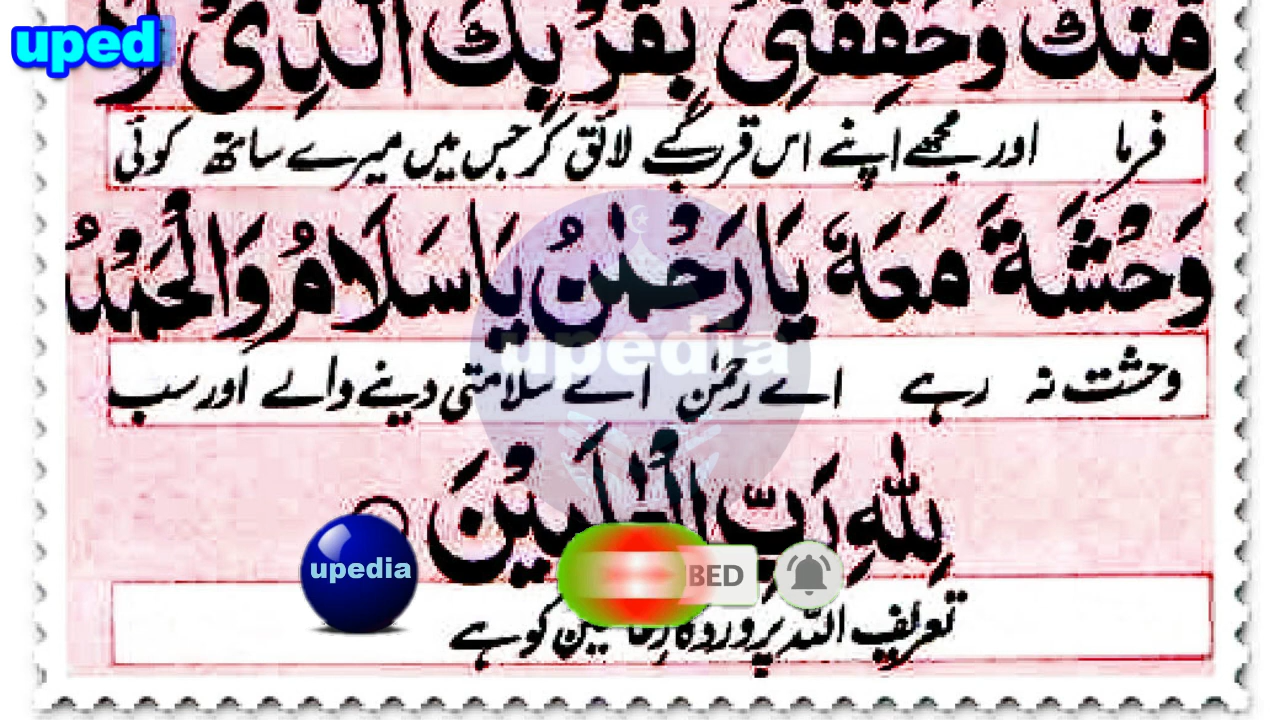 uped
مِنْكَ وَحَقِّقْنِيْ بِقُرْبِكَ الَّذِيْ لَا
فرما اور مجھے اپنے اس قرب کے لائق کر جس میں میرے ساتھ کوئی
وَحْشَةَ مَعَهٗ يَا رَحْمٰنُ يَا سَلَامُ وَالْحَمْدُ
upedia
وحشت نہ رہے اے رحمٰن اے سلامتی دینے والے اور سب
لِلّٰهِ رَبِّ الْعٰلَمِيْنَ
upedia
BED
تعریف اللہ پروردگار عالمین کو ہے